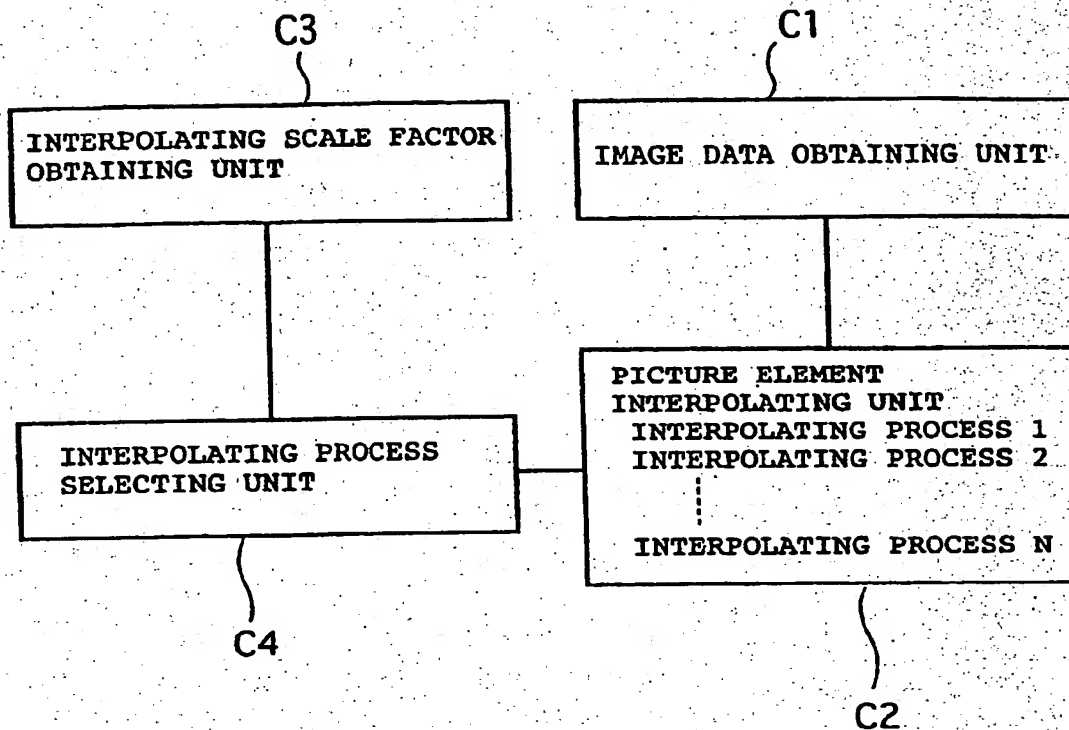 C3
C1
INTERPOLATING SCALE FACTOR
OBTAINING UNIT
IMAGE DATA OBTAINING UNIT
INTERPOLATING PROCESS
SELECTING UNIT
PICTURE ELEMENT
INTERPOLATING UNIT
INTERPOLATING PROCESS 1
INTERPOLATING PROCESS 2
INTERPOLATING PROCESS N
C4
C2